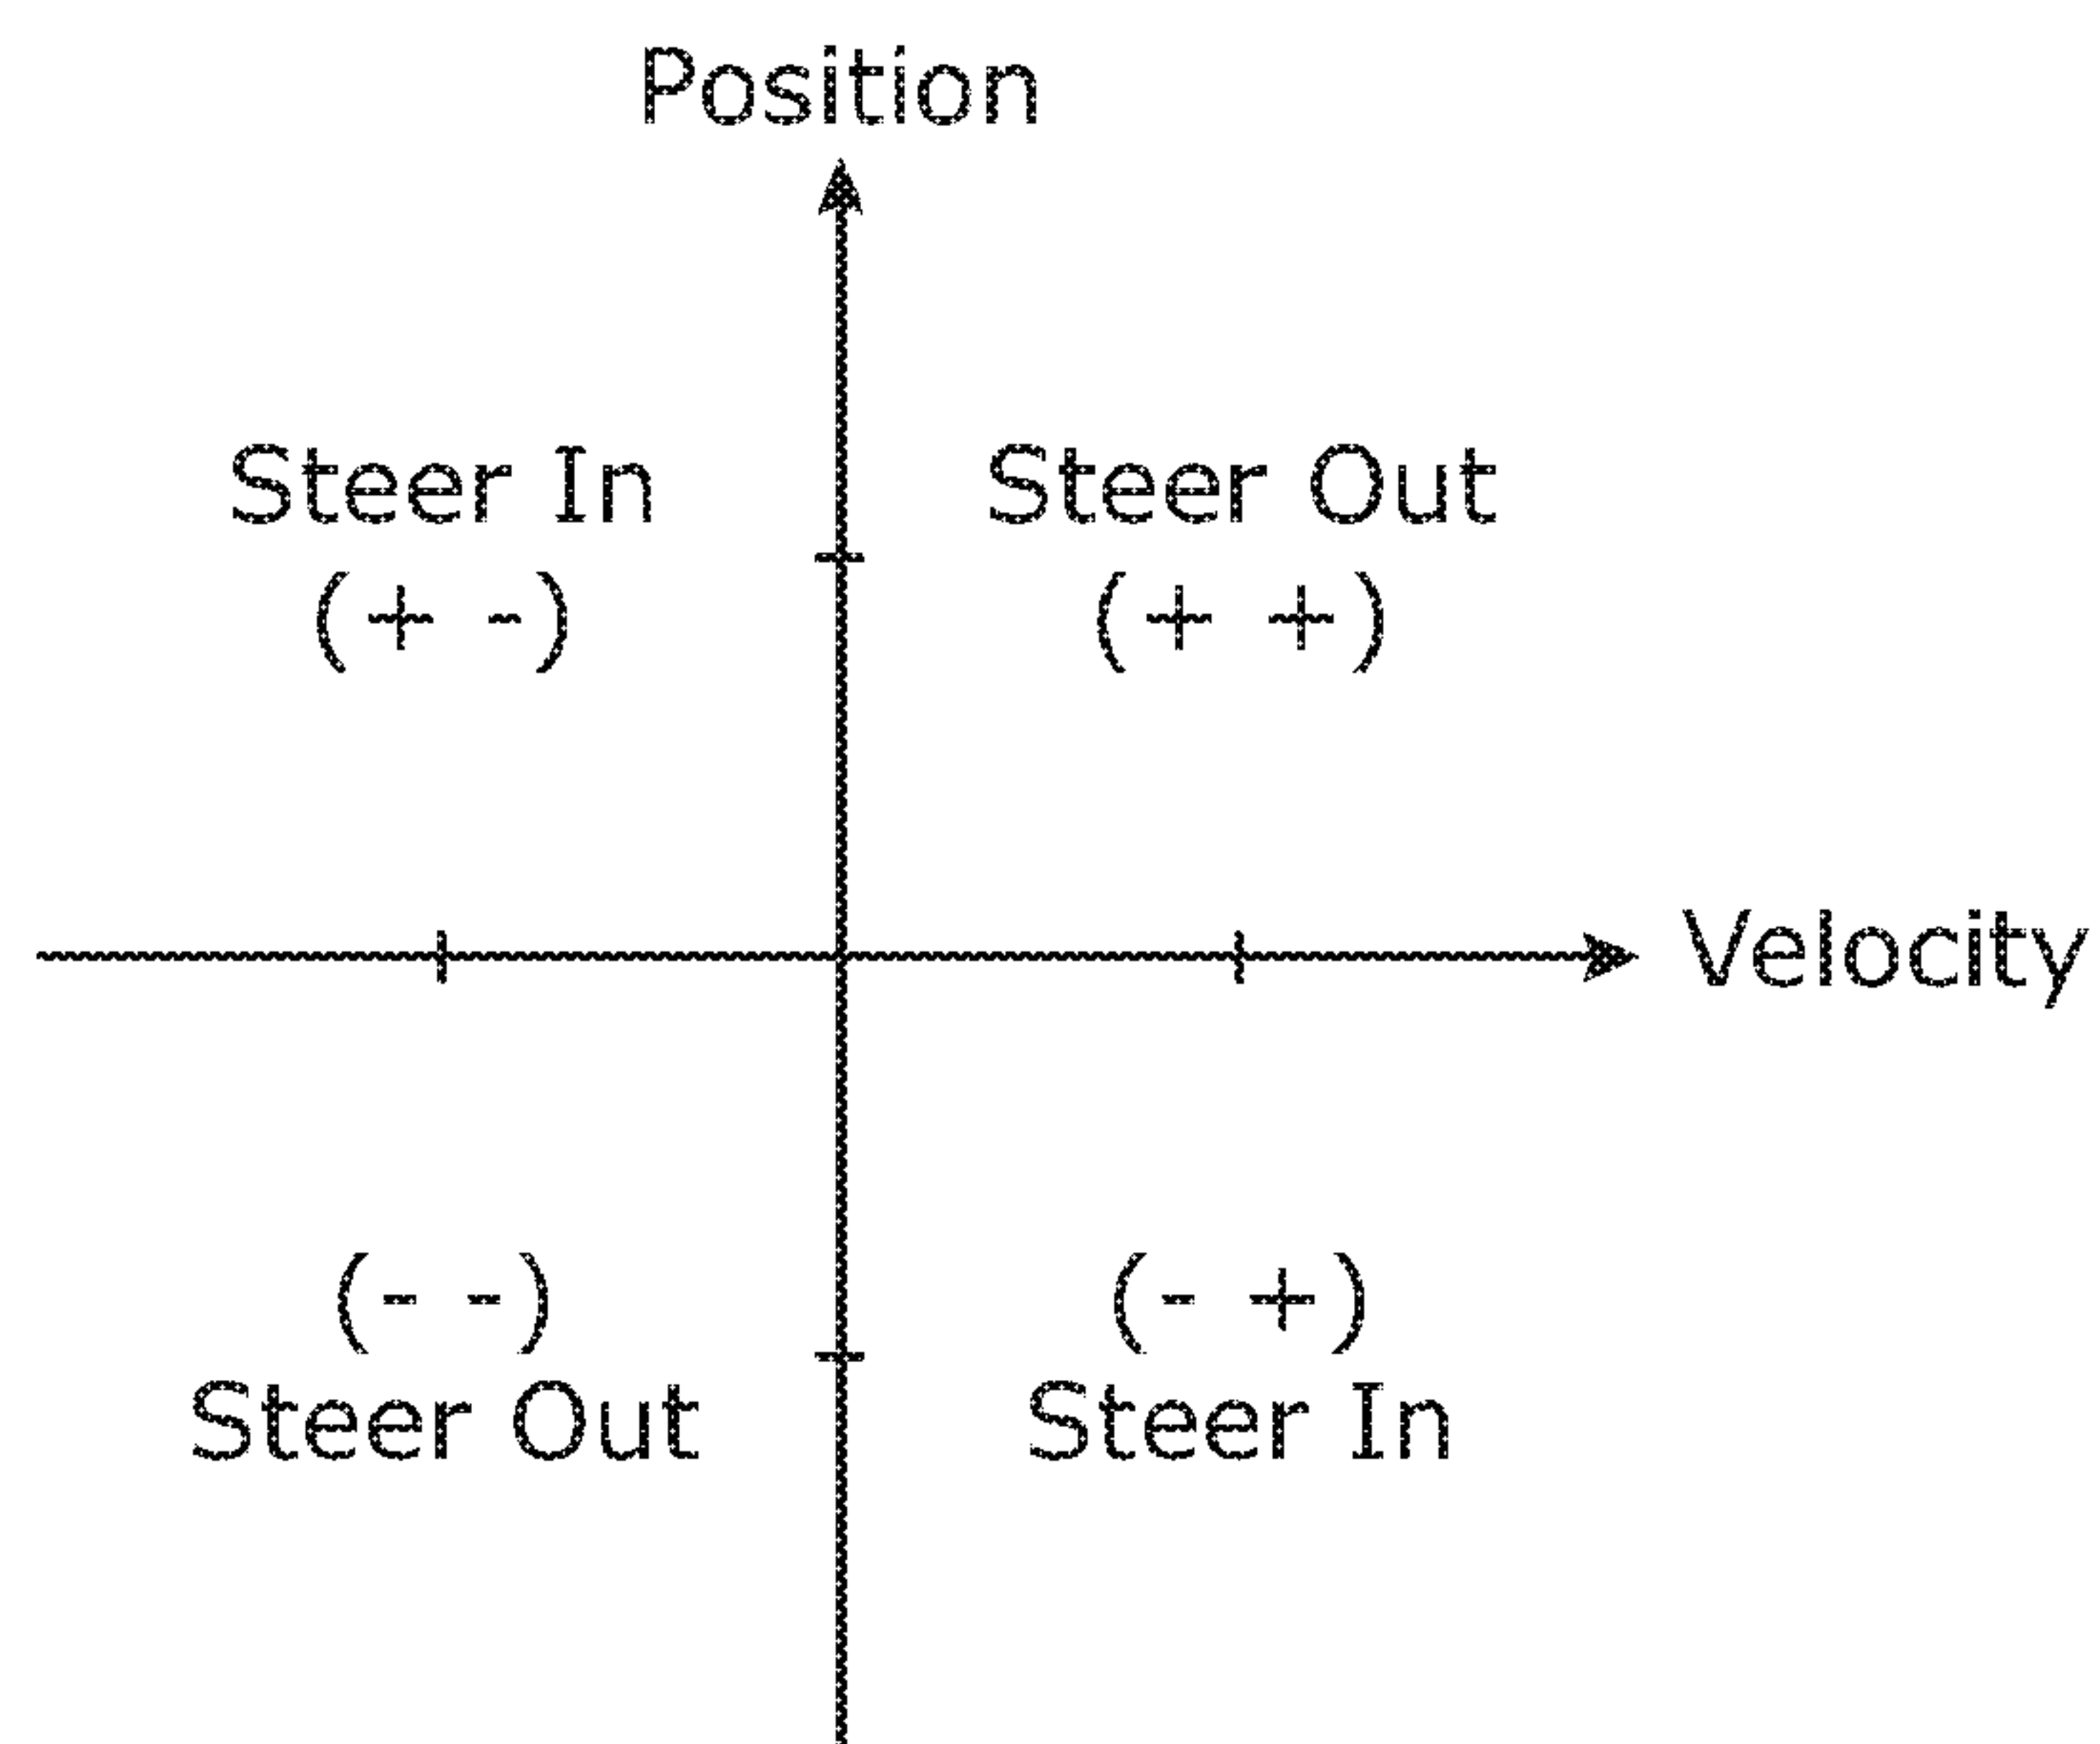 Position
Steer In
(+ -)
Steer Out
(+ +)
Velocity
(- -)
Steer Out
(- +)
Steer In